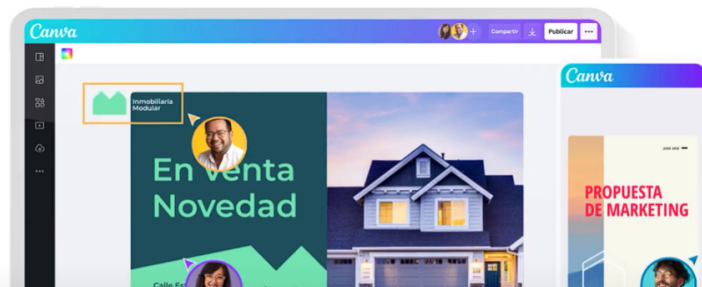 Canva
Compartir
Publicar
Canva
Inmobiliaria
Modular
En venta
Novedad
PROPUESTA
DE MARKETING